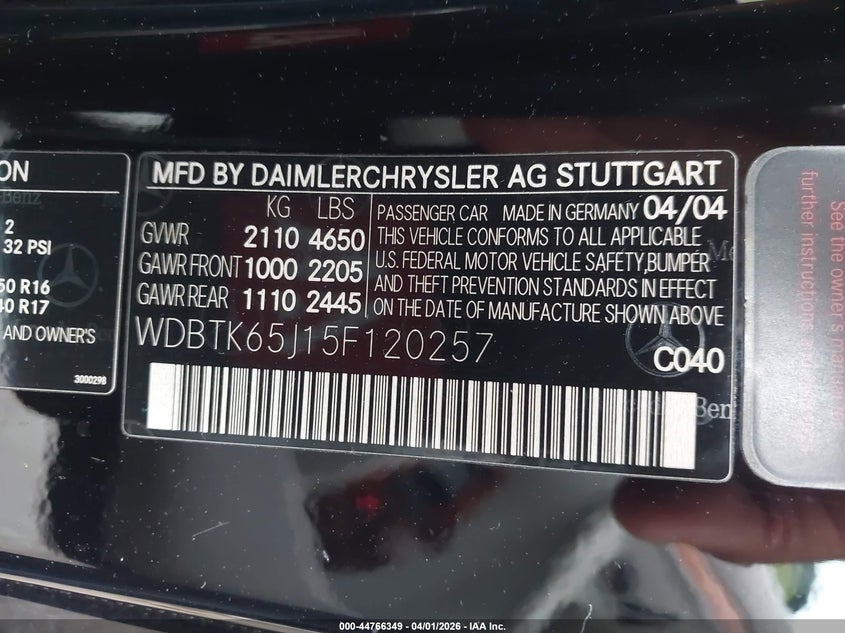 ON
2
32 PSI
50 R16
40 R17
AND OWNER'S
3000298
MFD BY DAIMLERCHRYSLER AG STUTTGART
KG LBS
GVWR 2110 4650
GAWR FRONT 1000 2205
GAWR REAR 1110 2445
PASSENGER CAR MADE IN GERMANY 04/04
THIS VEHICLE CONFORMS TO ALL APPLICABLE
U.S. FEDERAL MOTOR VEHICLE SAFETY,BUMPER
AND THEFT PREVENTION STANDARDS IN EFFECT
ON THE DATE OF MANUFACTURE SHOWN ABOVE
WDBTK65J15F120257
C040
See the owner's manual
further instructions
000-44766349 - 04/01/2026 - IAA Inc.